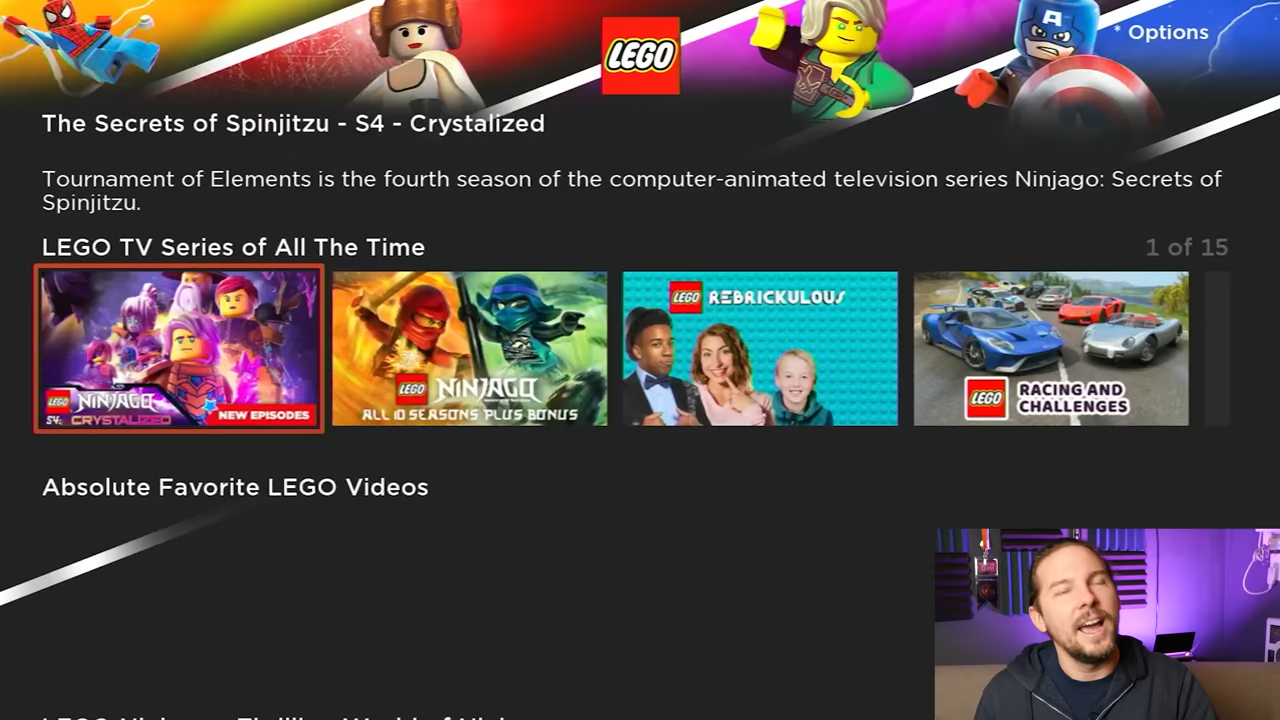 LEGO
* Options
The Secrets of Spinjitzu - S4 - Crystalized
Tournament of Elements is the fourth season of the computer-animated television series Ninjago: Secrets of
Spinjitzu.
LEGO TV Series of All The Time
1 of 15
LEGO NINJAGO
S4: CRYSTALIZED
NEW EPISODES
LEGO NINJAGO
ALL 10 SEASONS PLUS BONUS
LEGO REBRICKULOUS
LEGO RACING AND
CHALLENGES
Absolute Favorite LEGO Videos